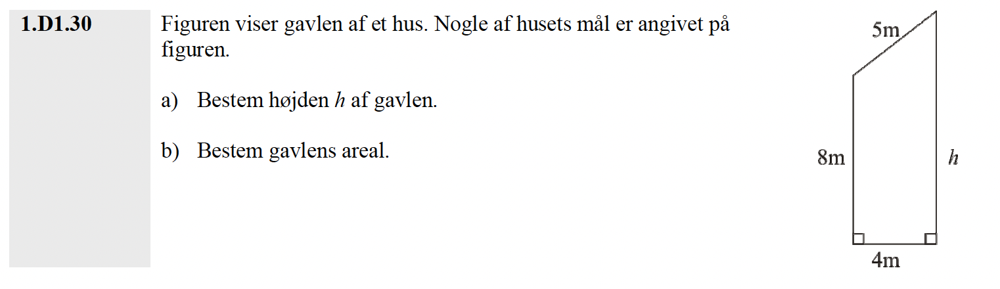 1.D1.30
Figuren viser gavlen af et hus. Nogle af husets mål er angivet på
figuren.
a) Bestem højden h af gavlen.
b) Bestem gavlens areal.
5m
8m
h
4m